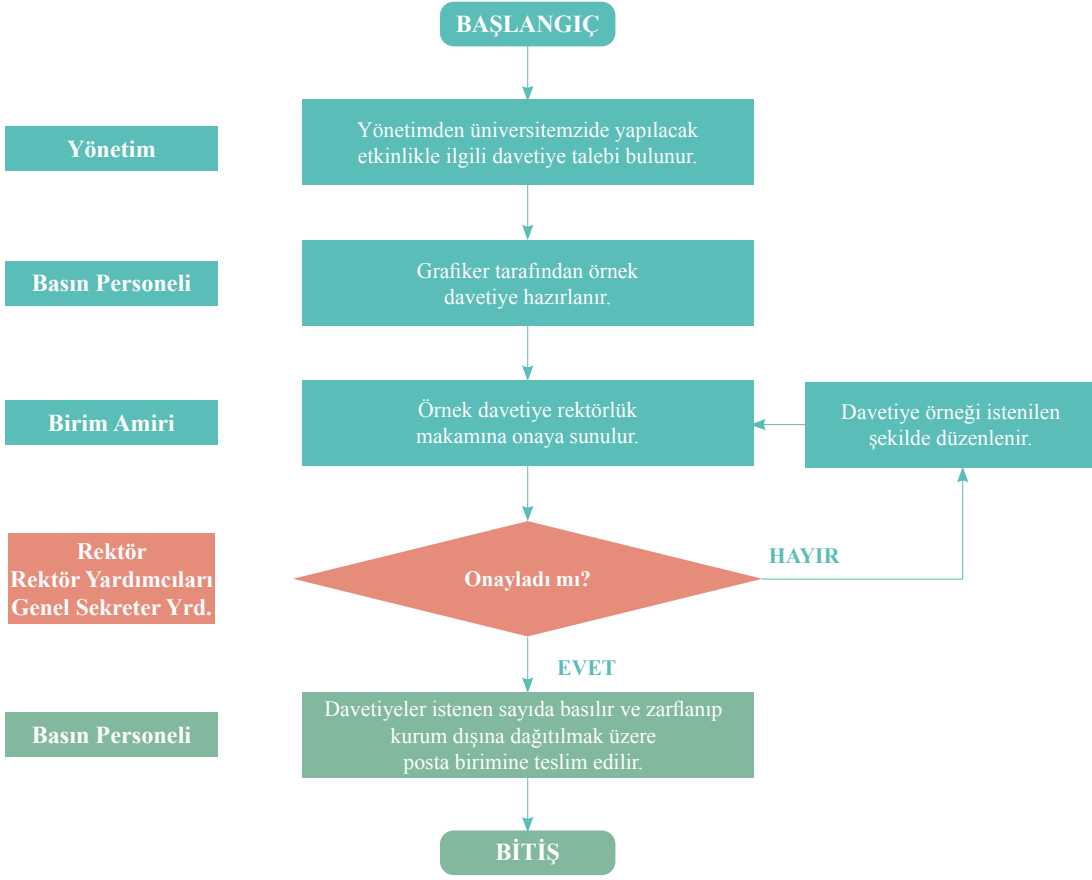 BAŞLANGIÇ
Yönetim
Yönetimden üniversitemzide yapılacak
etkinlikle ilgili davetiye talebi bulunur.
Basın Personeli
Grafiker tarafından örnek
davetiye hazırlanır.
Birim Amiri
Örnek davetiye rektörlük
makamına onaya sunulur.
Davetiye örneği istenilen
şekilde düzenlenir.
Rektör
Rektör Yardımcıları
Genel Sekreter Yrd.
Onayladı mı?
HAYIR
EVET
Basın Personeli
Davetiyeler istenen sayıda basılır ve zarflanıp
kurum dışına dağıtılmak üzere
posta birimine teslim edilir.
BİTİŞ